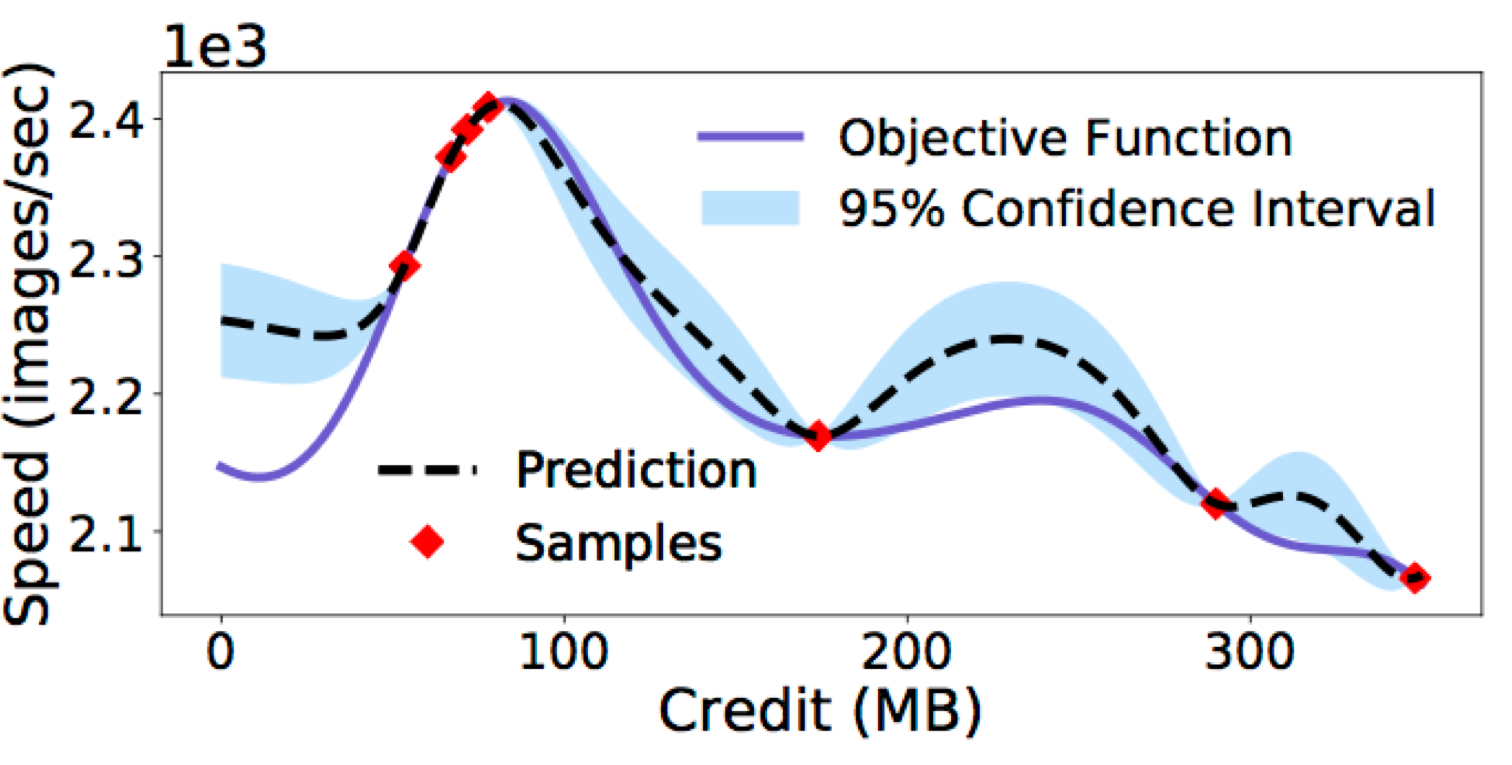 1e3
Speed (images/sec)
2.4
2.3
2.2
2.1
Objective Function
95% Confidence Interval
Prediction
Samples
0 100 200 300
Credit (MB)